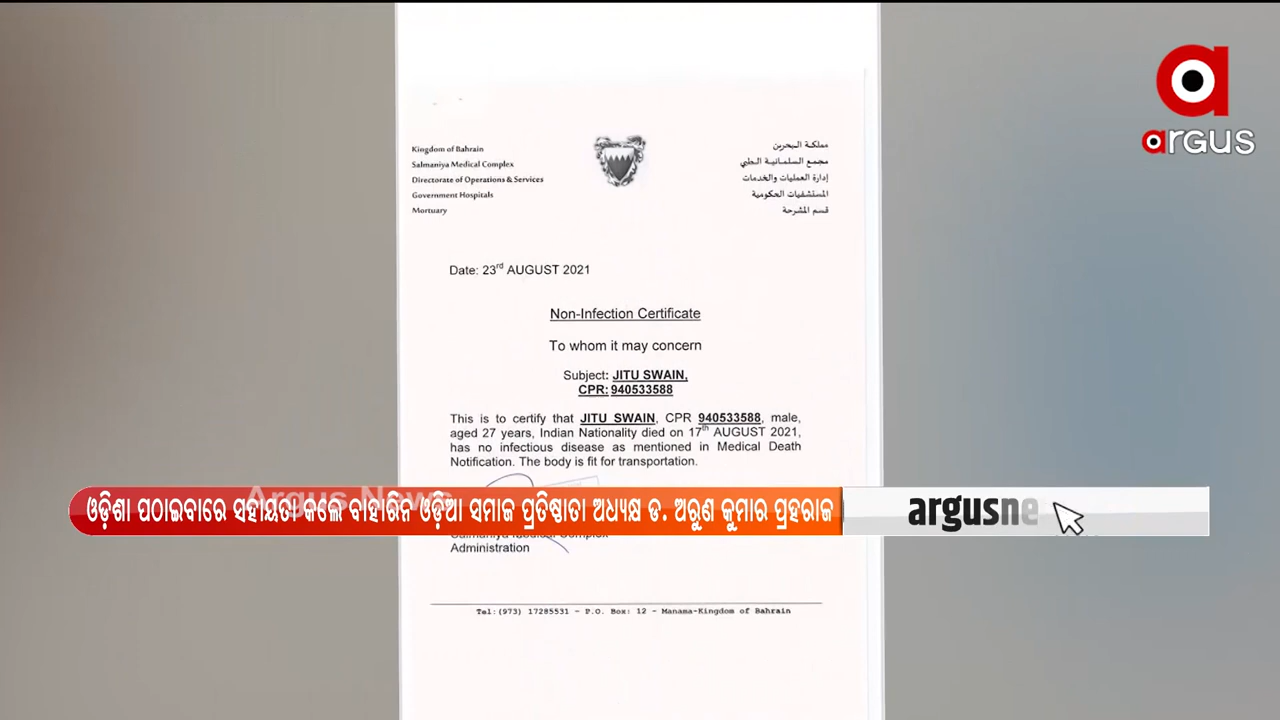 argus
Kingdom of Bahrain
Salmaniya Medical Complex
Directorate of Operations & Services
Government Hospitals
Mortuary
مملكة البحرين
مجمع السلمانية الطبي
إدارة العمليات والخدمات
المستشفيات الحكومية
قسم المشرحة
Date: 23rd AUGUST 2021
Non-Infection Certificate
To whom it may concern
Subject: JITU SWAIN,
CPR: 940533588
This is to certify that JITU SWAIN, CPR 940533588, male,
aged 27 years, Indian Nationality died on 17th AUGUST 2021,
has no infectious disease as mentioned in Medical Death
Notification. The body is fit for transportation.
Argus News
ଓଡ଼ିଶା ପଠାଇବାରେ ସହାୟତା କଲେ ବାହାରିନ ଓଡ଼ିଆ ସମାଜ ପ୍ରତିଷ୍ଠାତା ଅଧ୍ୟକ୍ଷ ଡ. ଅରୁଣ କୁମାର ପ୍ରହରାଜ
argusne
Administration
Tel:(973) 17285531 - P.O. Box: 12 - Manama-Kingdom of Bahrain